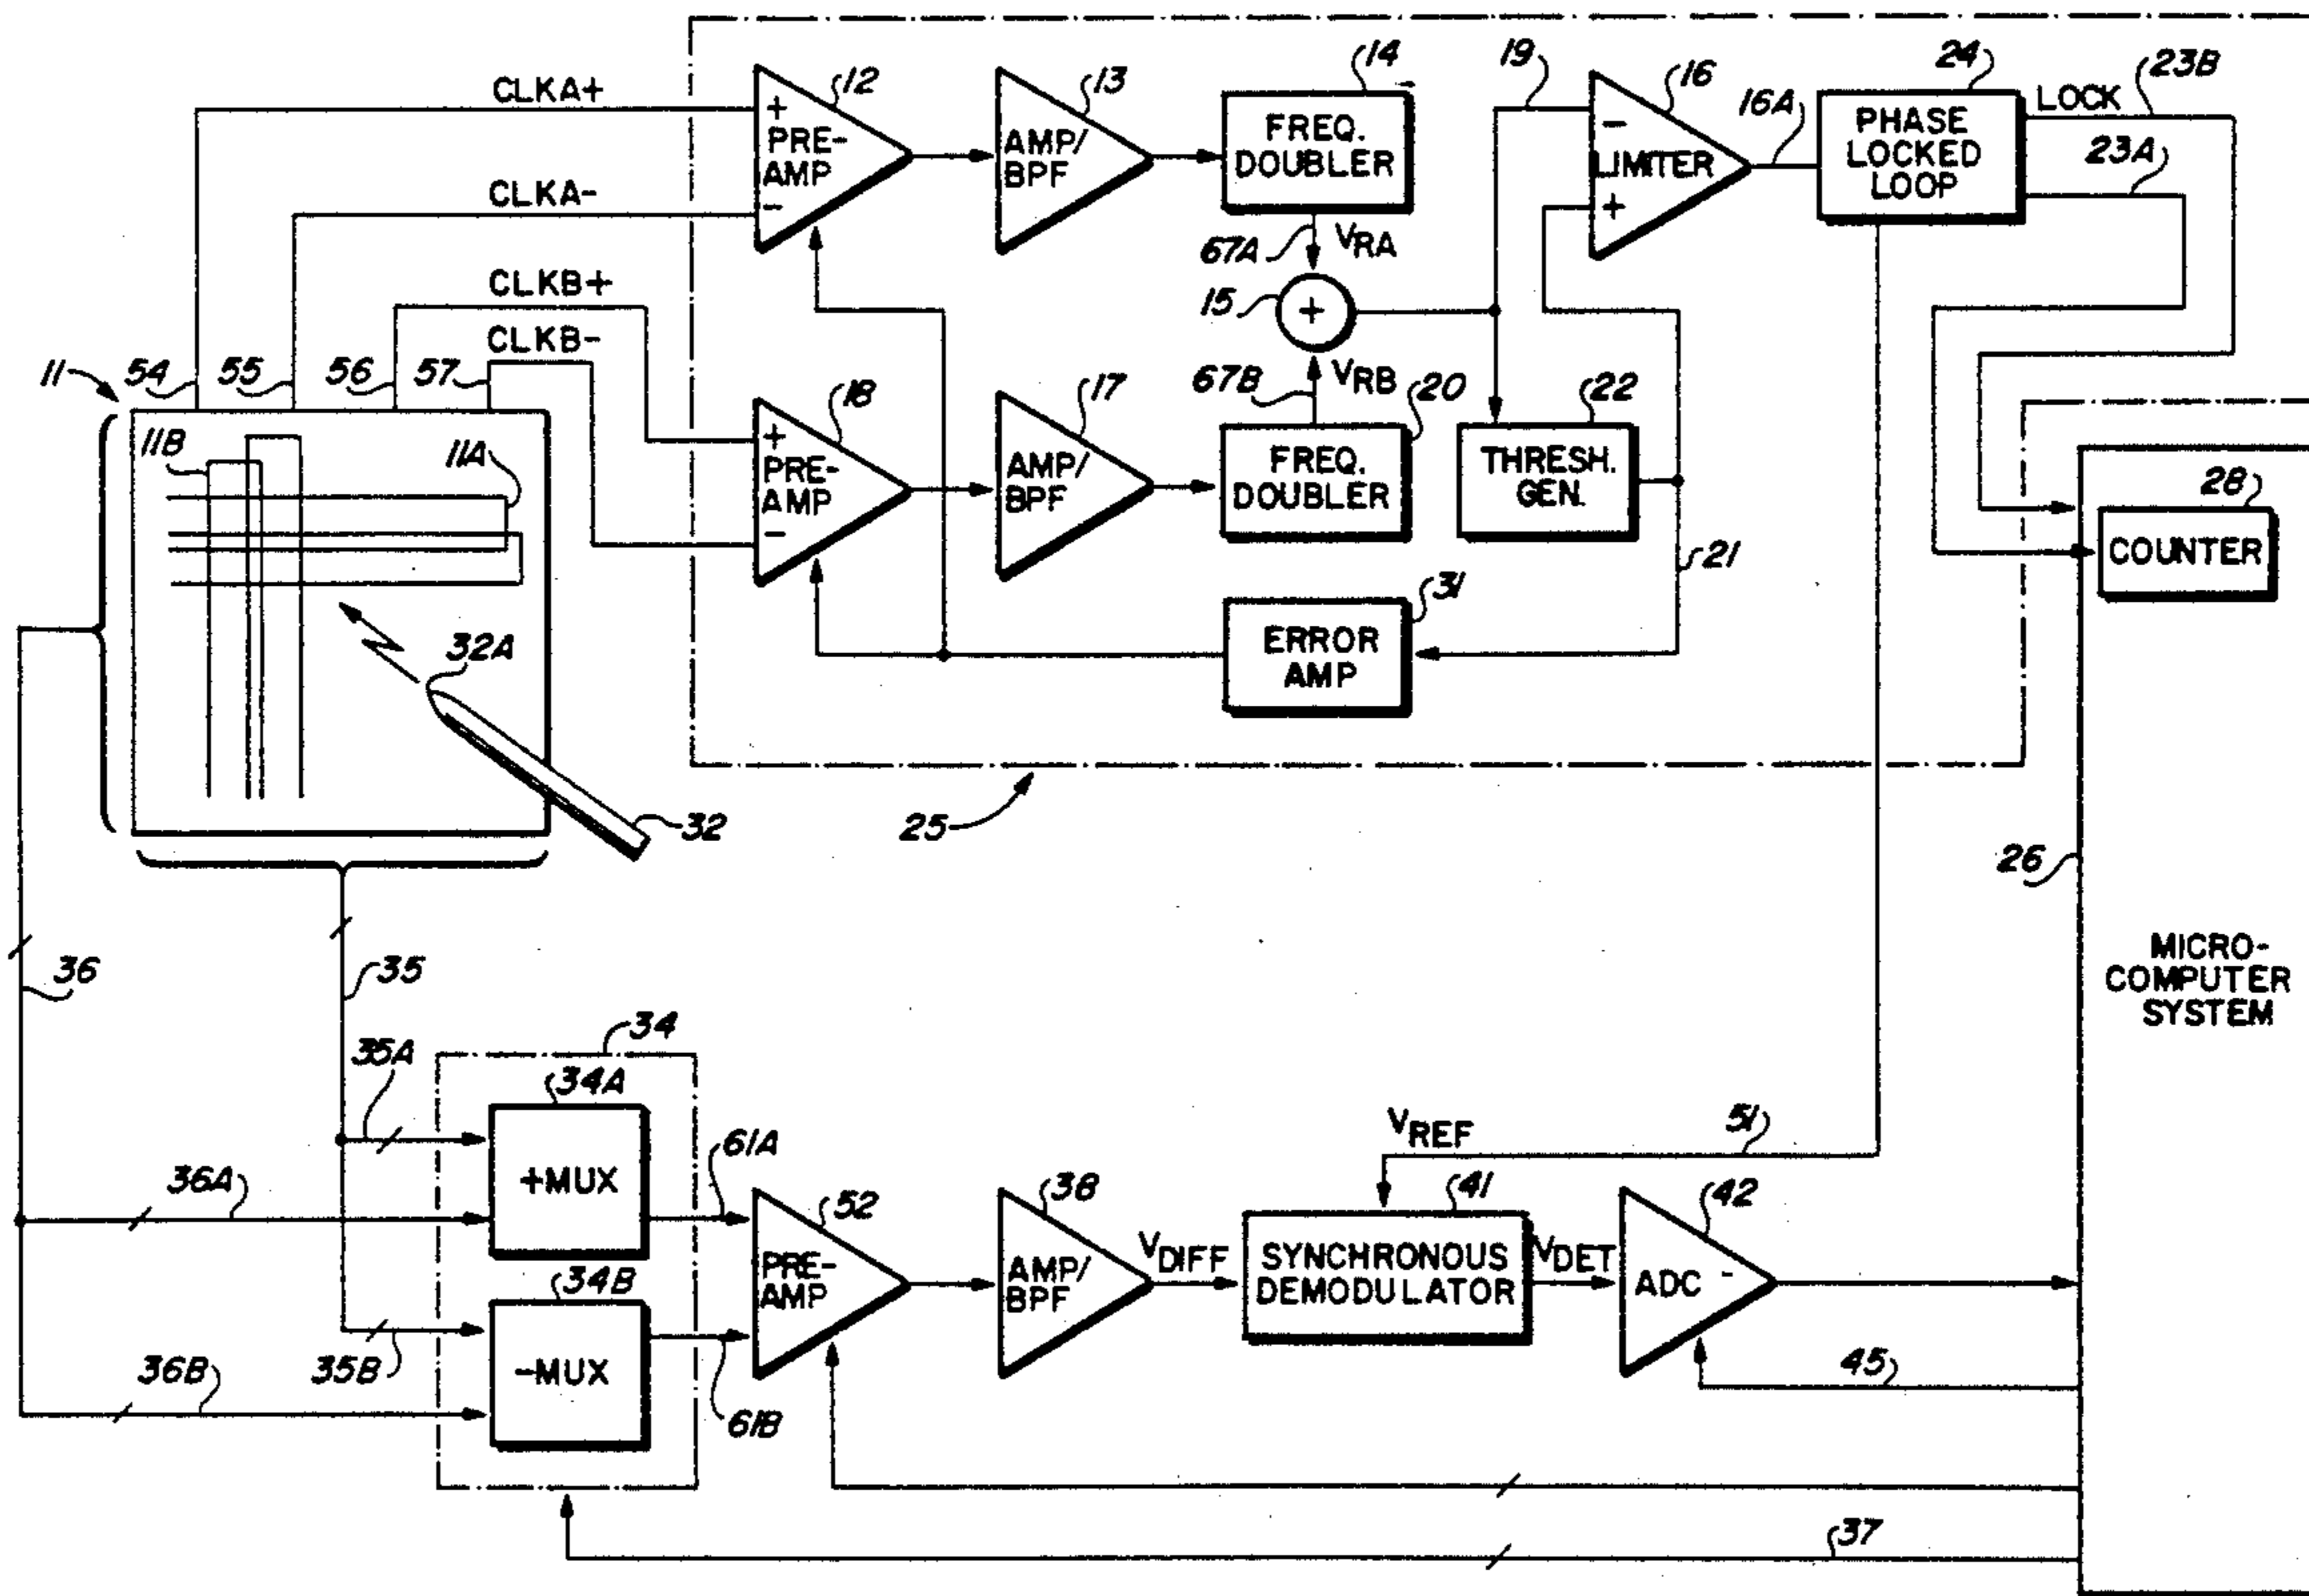 CLKA+
12
PRE-
AMP
+
-
13
AMP/
BPF
14
FREQ.
DOUBLER
19
16
-
LIMITER
+
16A
24
PHASE
LOCKED
LOOP
LOCK
23B
23A
CLKA-
67A
VRA
15
+
CLKB+
CLKB-
11
54
55
56
57
18
+
PRE-
AMP
-
17
AMP/
BPF
67B
VRB
20
FREQ.
DOUBLER
22
THRESH.
GEN.
21
28
COUNTER
11B
11A
31
ERROR
AMP
32A
32
25
26
MICRO-
COMPUTER
SYSTEM
36
35
34
35A
34A
+MUX
61A
36A
34B
-MUX
35B
36B
61B
52
PRE-
AMP
38
AMP/
BPF
VDIFF
VREF
51
41
SYNCHRONOUS
DEMODULATOR
VDET
42
ADC
45
37